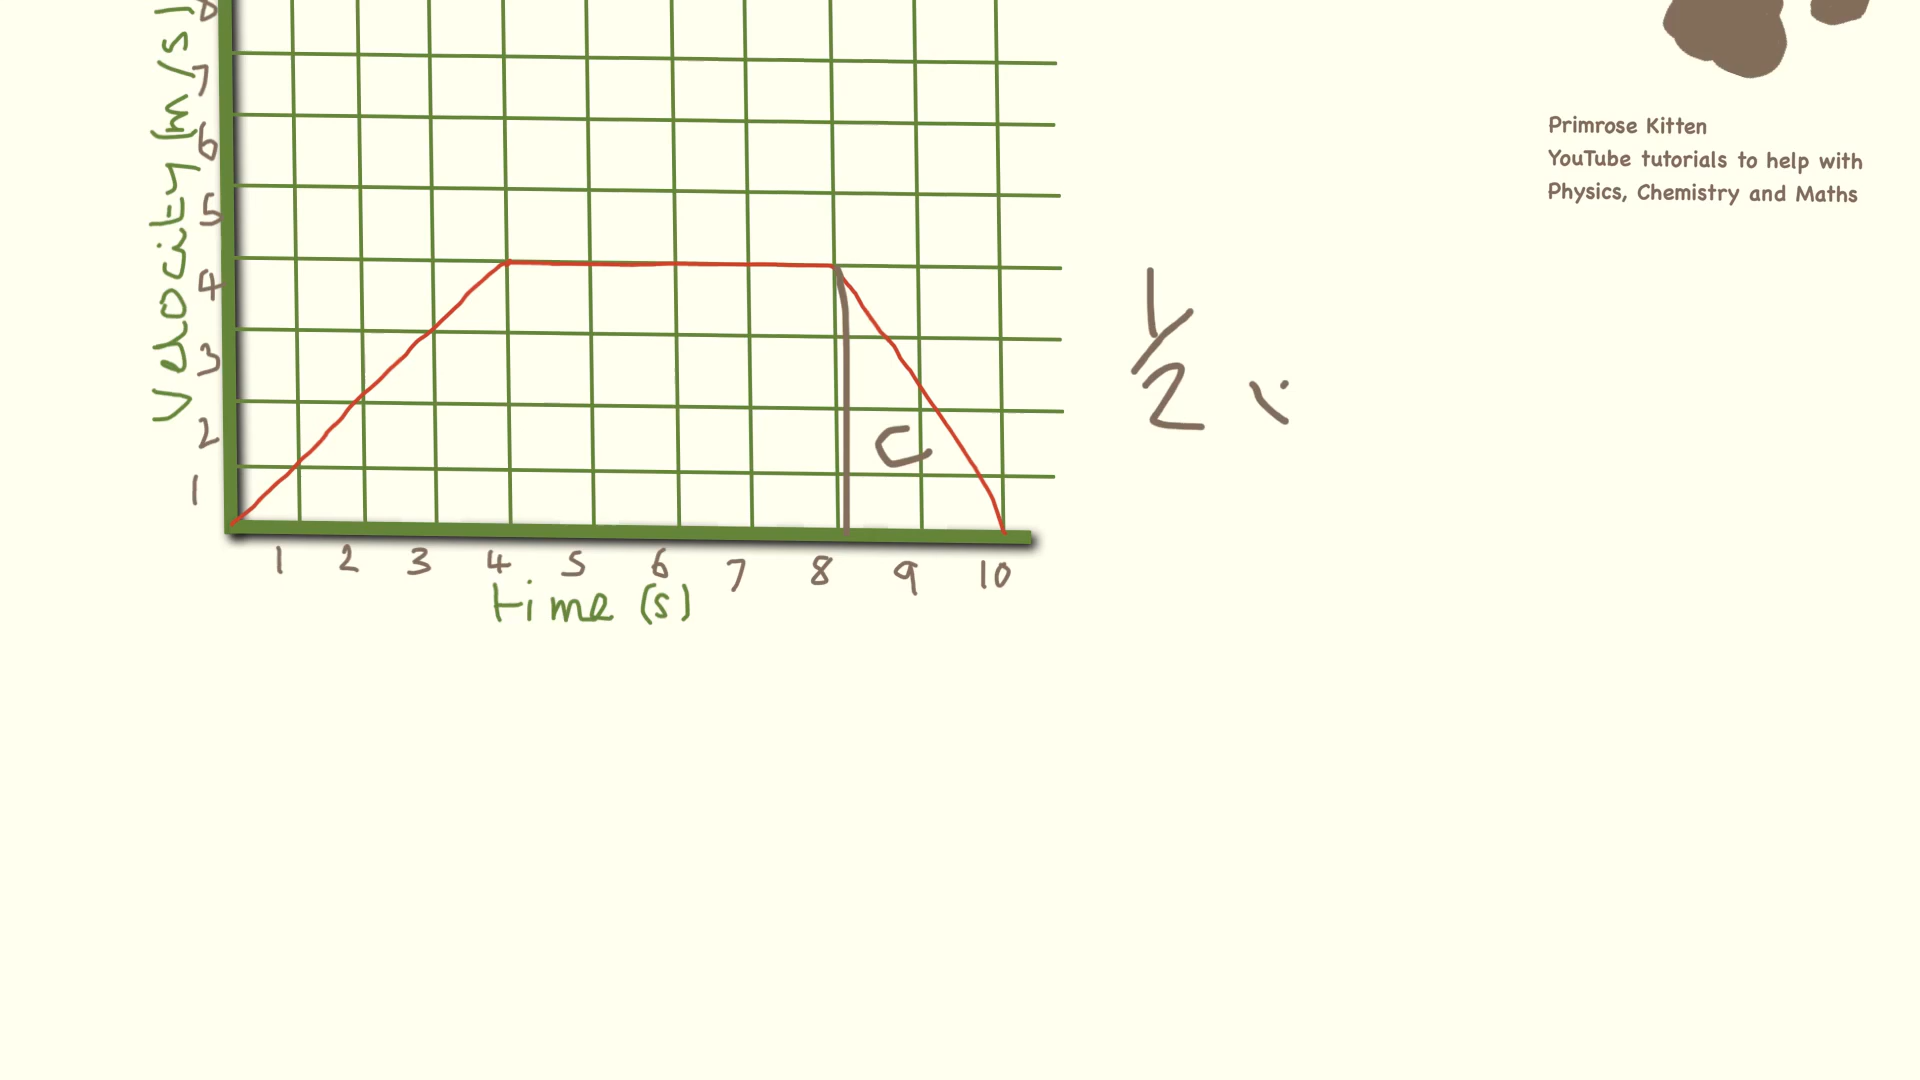 8
7
6
5
4
3
2
1
Velocity (m/s)
1 2 3 4 5 6 7 8 9 10
time (s)
C
1/2
Primrose Kitten
YouTube tutorials to help with
Physics, Chemistry and Maths